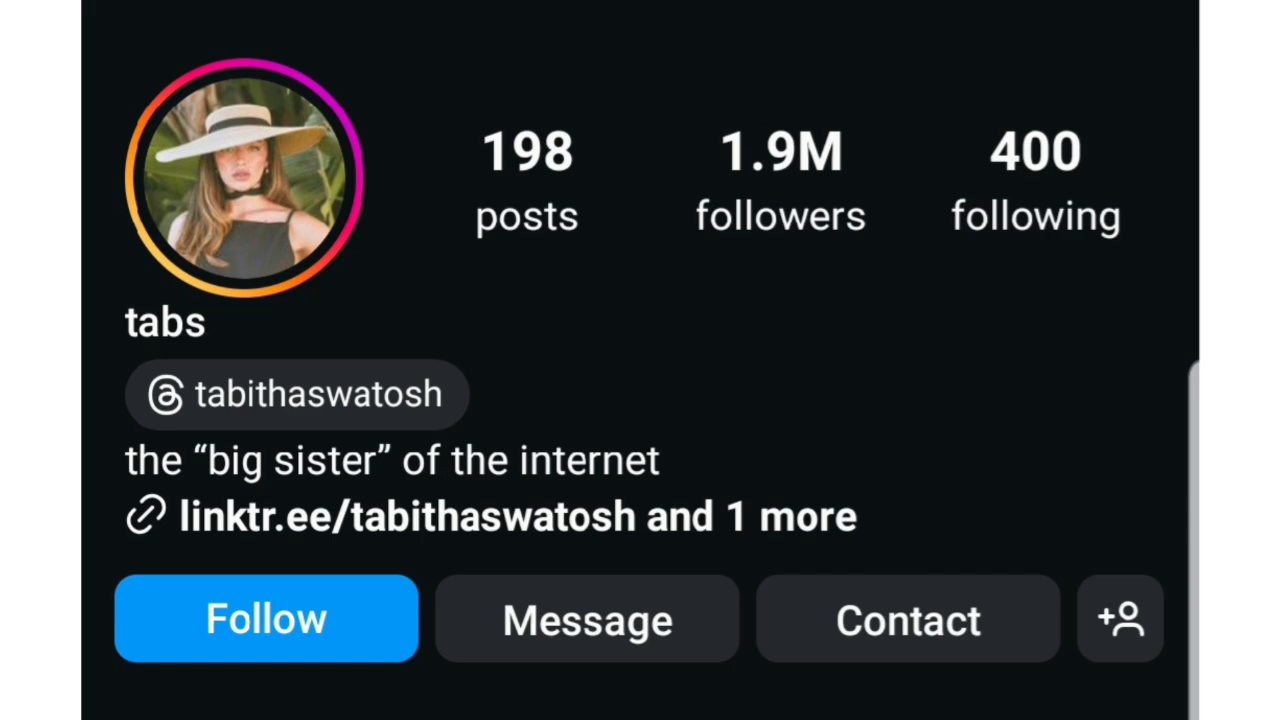 198 1.9M 400
posts followers following
tabs
tabithaswatosh
the “big sister” of the internet
linktr.ee/tabithaswatosh and 1 more
Follow Message Contact